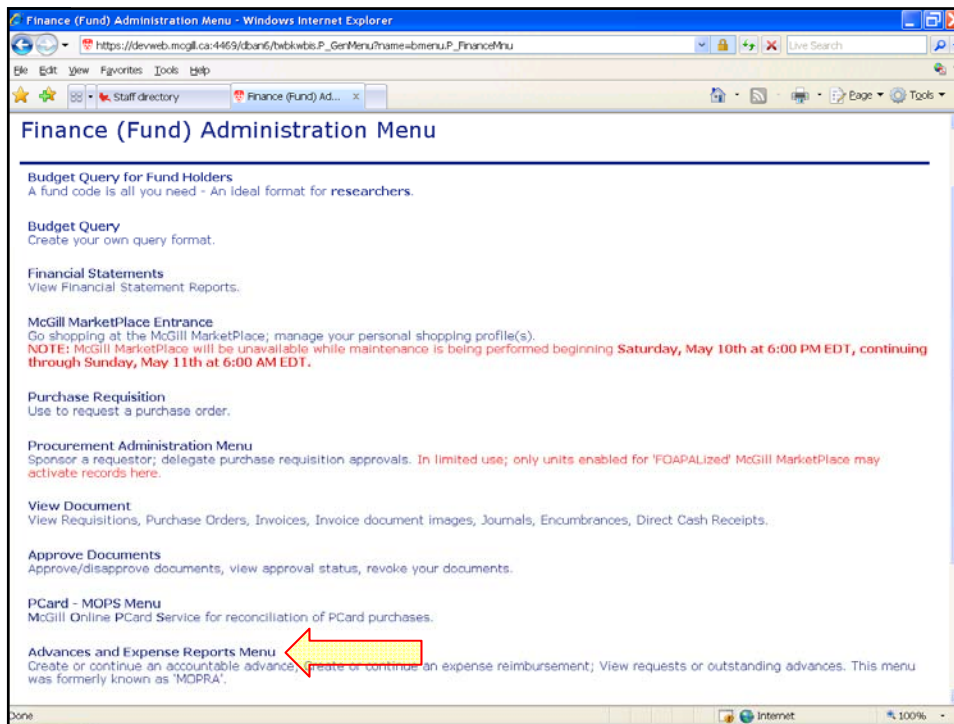 Finance (Fund) Administration Menu - Windows Internet Explorer
https://devweb.mcgill.ca:4469/dban6/twbkwbis.P_GenMenu?name=bmenu.P_FinanceMnu
Live Search
File Edit View Favorites Tools Help
Staff directory
Finance (Fund) Ad...
Page
Tools
Finance (Fund) Administration Menu
Budget Query for Fund Holders
A fund code is all you need - An ideal format for researchers.
Budget Query
Create your own query format.
Financial Statements
View Financial Statement Reports.
McGill MarketPlace Entrance
Go shopping at the McGill MarketPlace; manage your personal shopping profile(s).
NOTE: McGill MarketPlace will be unavailable while maintenance is being performed beginning Saturday, May 10th at 6:00 PM EDT, continuing
through Sunday, May 11th at 6:00 AM EDT.
Purchase Requisition
Use to request a purchase order.
Procurement Administration Menu
Sponsor a requestor; delegate purchase requisition approvals. In limited use; only units enabled for 'FOAPALized' McGill MarketPlace may
activate records here.
View Document
View Requisitions, Purchase Orders, Invoices, Invoice document images, Journals, Encumbrances, Direct Cash Receipts.
Approve Documents
Approve/disapprove documents, view approval status, revoke your documents.
PCard - MOPS Menu
McGill Online PCard Service for reconciliation of PCard purchases.
Advances and Expense Reports Menu
Create or continue an accountable advance; Create or continue an expense reimbursement; View requests or outstanding advances. This menu
was formerly known as 'MOPRA'.
Done
Internet
100%